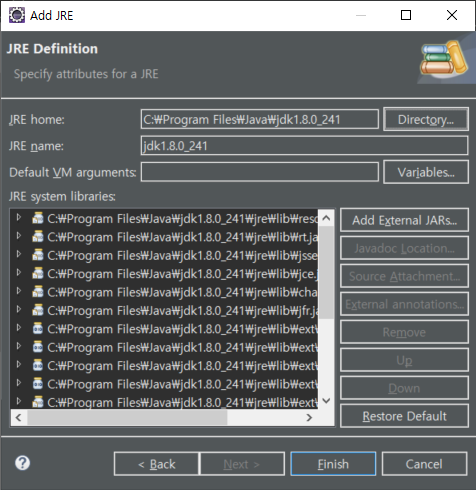 Add JRE
JRE Definition
Specify attributes for a JRE
JRE home: C:₩Program Files₩Java₩jdk1.8.0_241 Directory...
JRE name: jdk1.8.0_241
Default VM arguments: Variables...
JRE system libraries:
C:₩Program Files₩Java₩jdk1.8.0_241₩jre₩lib₩reso
C:₩Program Files₩Java₩jdk1.8.0_241₩jre₩lib₩rt.ja
C:₩Program Files₩Java₩jdk1.8.0_241₩jre₩lib₩jsse
C:₩Program Files₩Java₩jdk1.8.0_241₩jre₩lib₩jce.j
C:₩Program Files₩Java₩jdk1.8.0_241₩jre₩lib₩cha
C:₩Program Files₩Java₩jdk1.8.0_241₩jre₩lib₩jfr.ja
C:₩Program Files₩Java₩jdk1.8.0_241₩jre₩lib₩ext₩
C:₩Program Files₩Java₩jdk1.8.0_241₩jre₩lib₩ext₩
C:₩Program Files₩Java₩jdk1.8.0_241₩jre₩lib₩ext₩
C:₩Program Files₩Java₩jdk1.8.0_241₩jre₩lib₩ext₩
C:₩Program Files₩Java₩jdk1.8.0_241₩jre₩lib₩ext₩
Add External JARs...
Javadoc Location...
Source Attachment...
External annotations...
Remove
Up
Down
Restore Default
? < Back Next > Finish Cancel